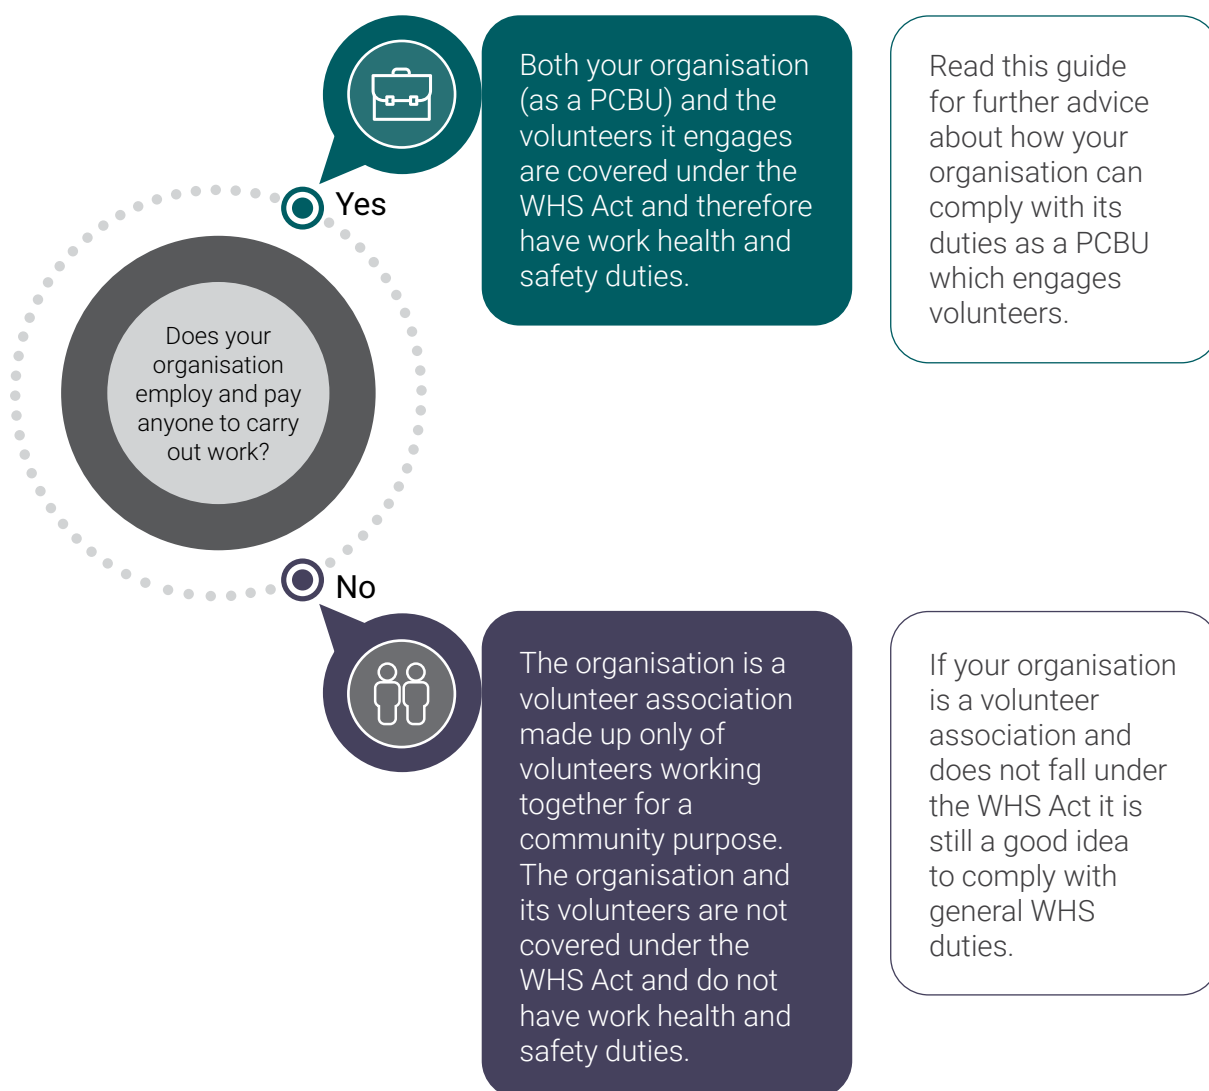 Does your
organisation
employ and pay
anyone to carry
out work?
Yes
Both your organisation
(as a PCBU) and the
volunteers it engages
are covered under the
WHS Act and therefore
have work health and
safety duties.
Read this guide
for further advice
about how your
organisation can
comply with its
duties as a PCBU
which engages
volunteers.
No
The organisation is a
volunteer association
made up only of
volunteers working
together for a
community purpose.
The organisation and
its volunteers are not
covered under the
WHS Act and do not
have work health and
safety duties.
If your organisation
is a volunteer
association and
does not fall under
the WHS Act it is
still a good idea
to comply with
general WHS
duties.